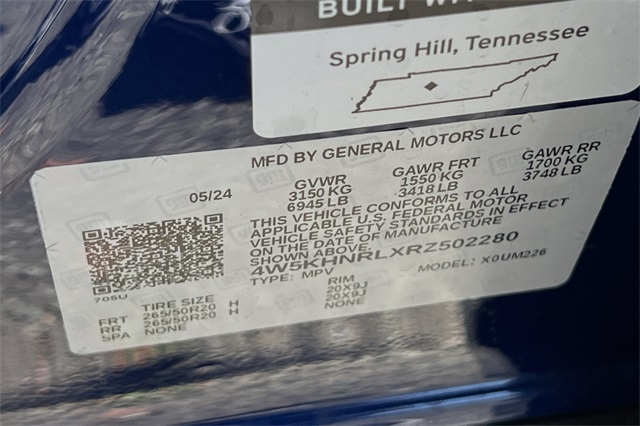 BUILT
Spring Hill, Tennessee
MFD BY GENERAL MOTORS LLC
05/24 GVWR GAWR FRT GAWR RR
3150 KG 1550 KG 1700 KG
6945 LB 3418 LB 3748 LB
THIS VEHICLE CONFORMS TO ALL
APPLICABLE U.S. FEDERAL MOTOR
VEHICLE SAFETY STANDARDS IN EFFECT
ON THE DATE OF MANUFACTURE
SHOWN ABOVE
4W5KHNRLXRZ502280
TYPE: MPV MODEL: X0UM226
705U
TIRE SIZE RIM
FRT 265/50R20 H 20X9J
RR 265/50R20 H 20X9J
SPA NONE NONE